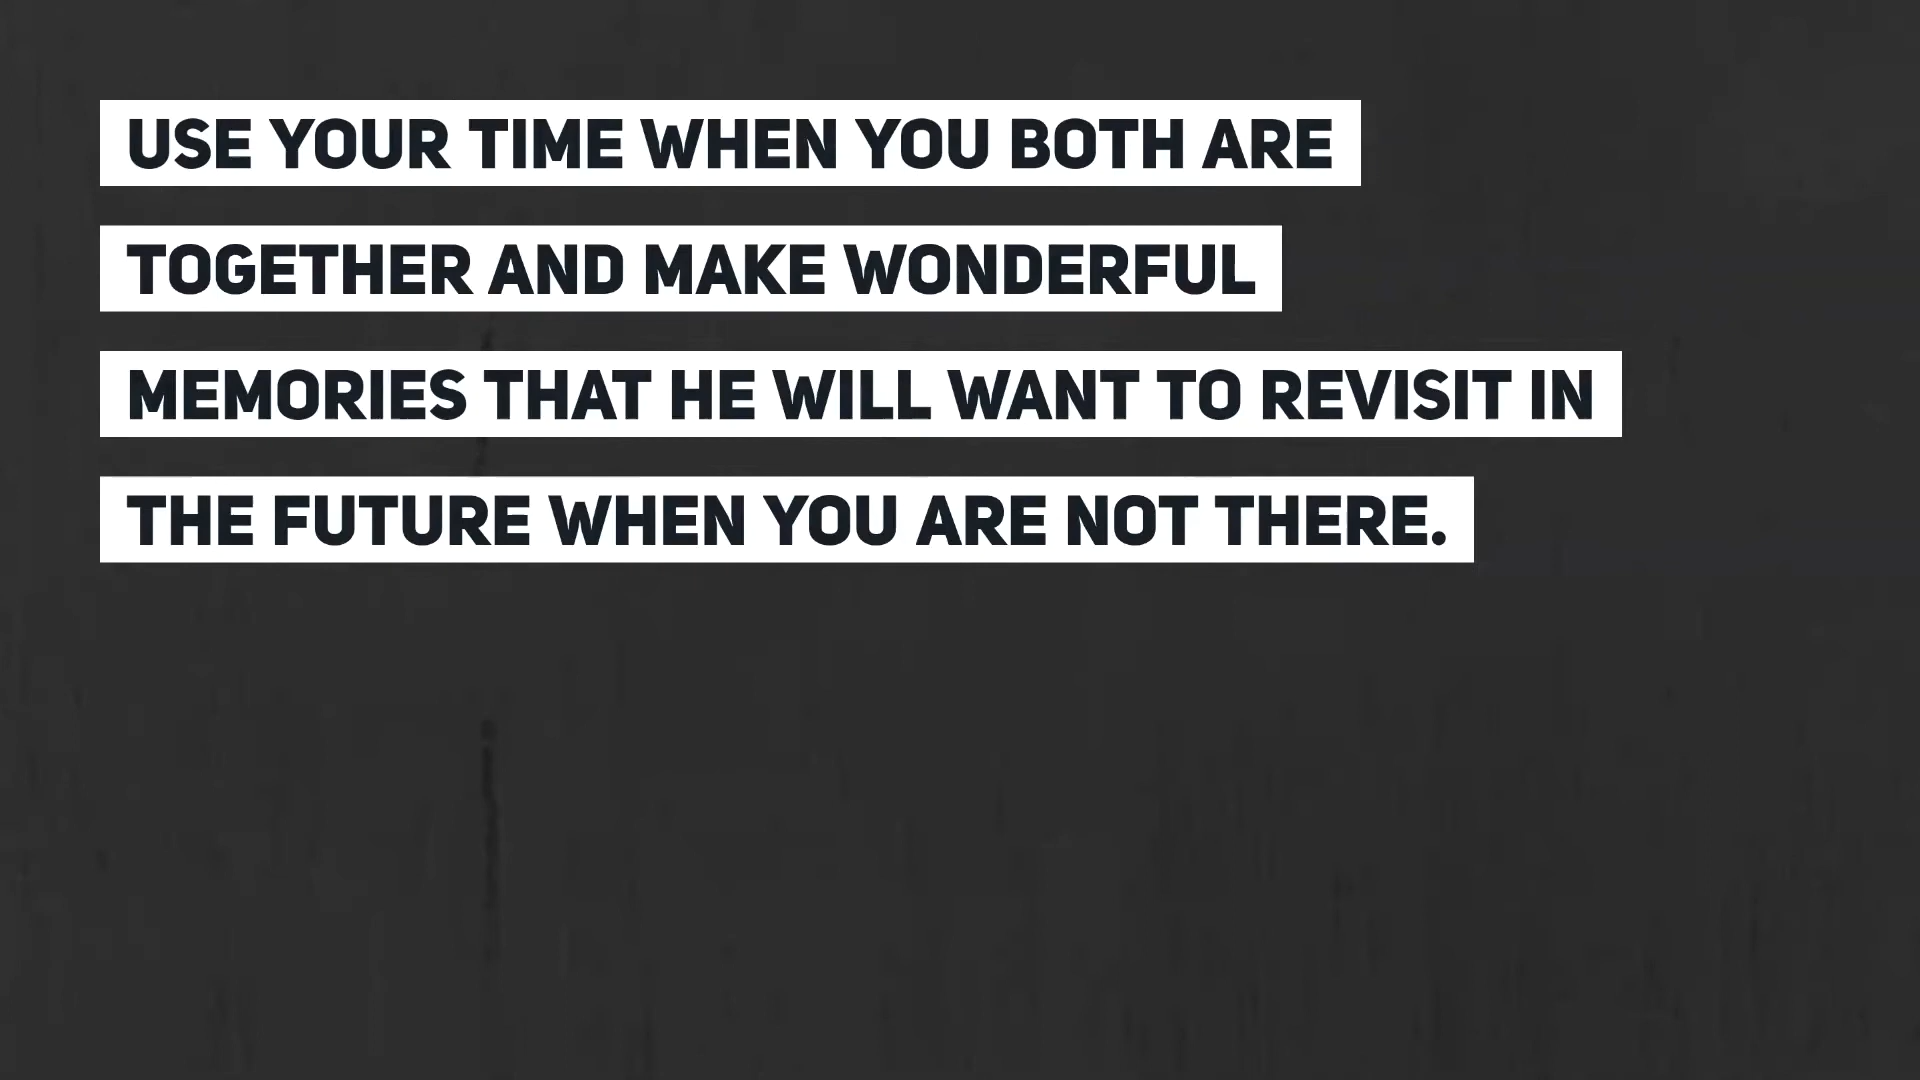 USE YOUR TIME WHEN YOU BOTH ARE
TOGETHER AND MAKE WONDERFUL
MEMORIES THAT HE WILL WANT TO REVISIT IN
THE FUTURE WHEN YOU ARE NOT THERE.